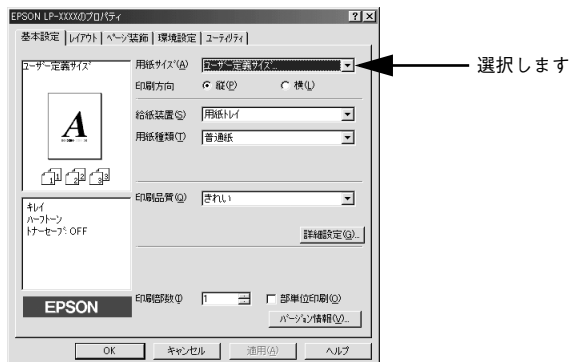 EPSON LP-XXXXのプロパティ
基本設定 レイアウト ページ装飾 環境設定 ユーティリティ
ユーザー定義サイズ
用紙サイズ(A) ユーザー定義サイズ...
選択します
印刷方向 縦(P) 横(L)
給紙装置(S) 用紙トレイ
用紙種類(T) 普通紙
A
1 1 2 2 3 3
印刷品質(Q) きれい
キレイ
ハーフトーン
トナーセーブ: OFF
詳細設定(G)...
EPSON
印刷部数(I) 1 部単位印刷(O)
バージョン情報(V)...
OK キャンセル 適用(A) ヘルプ